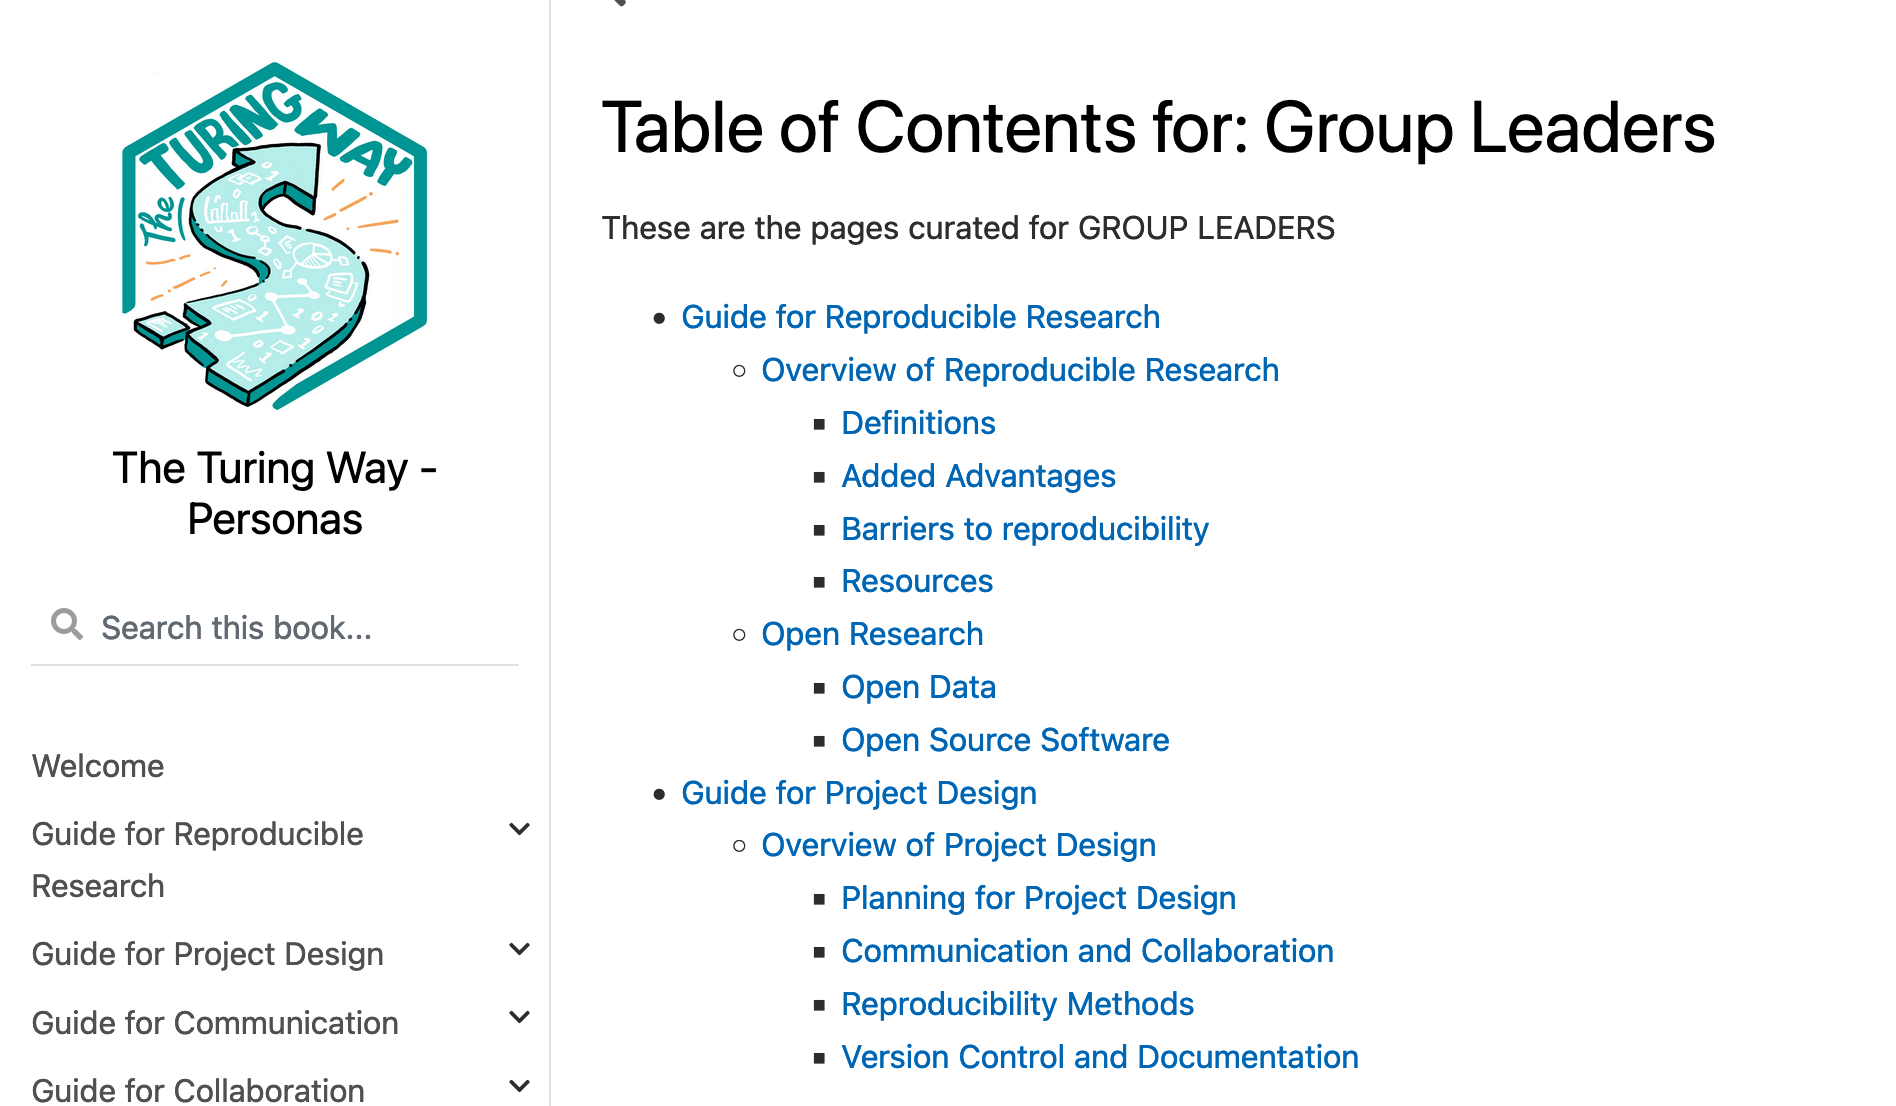 The TURING WAY
The Turing Way -
Personas
Search this book...
Welcome
Guide for Reproducible
Research
Guide for Project Design
Guide for Communication
Guide for Collaboration
Table of Contents for: Group Leaders
These are the pages curated for GROUP LEADERS
Guide for Reproducible Research
Overview of Reproducible Research
Definitions
Added Advantages
Barriers to reproducibility
Resources
Open Research
Open Data
Open Source Software
Guide for Project Design
Overview of Project Design
Planning for Project Design
Communication and Collaboration
Reproducibility Methods
Version Control and Documentation